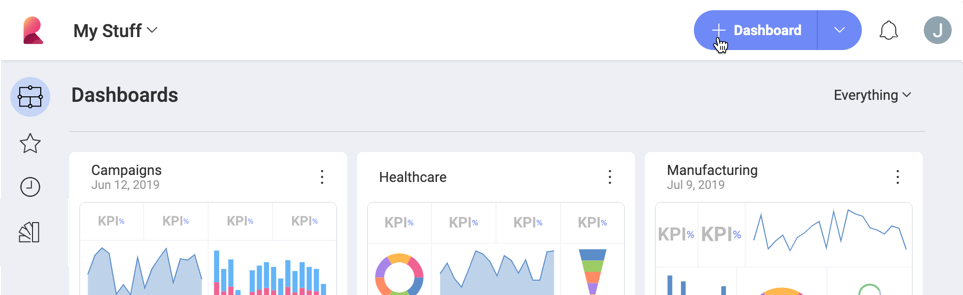 My Stuff
+ Dashboard
J
Dashboards
Everything
Campaigns
Jun 12, 2019
Healthcare
Manufacturing
Jul 9, 2019
KPI% KPI% KPI% KPI%
KPI% KPI% KPI% KPI%
KPI% KPI%